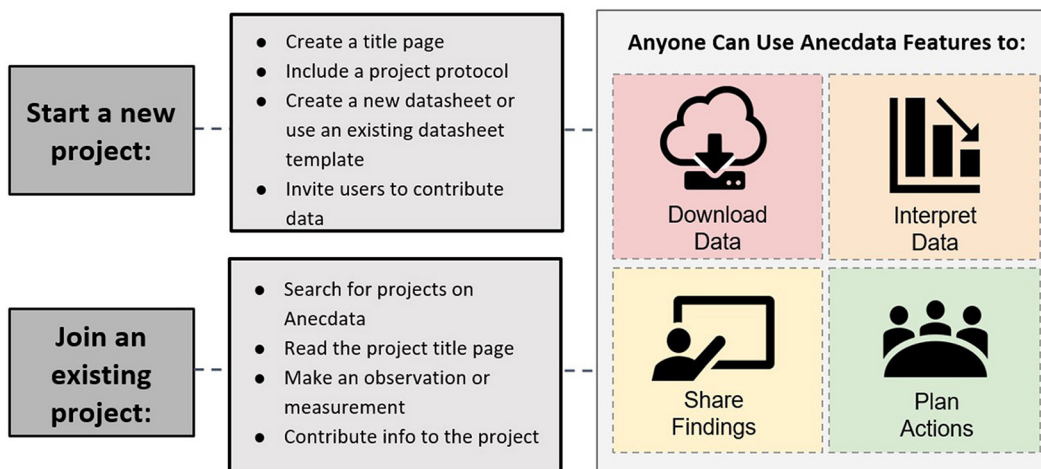 Start a new
project:
● Create a title page
● Include a project protocol
● Create a new datasheet or
use an existing datasheet
template
● Invite users to contribute
data
Join an
existing
project:
● Search for projects on
Anecdata
● Read the project title page
● Make an observation or
measurement
● Contribute info to the project
Anyone Can Use Anecdata Features to:
Download
Data
Interpret
Data
Share
Findings
Plan
Actions